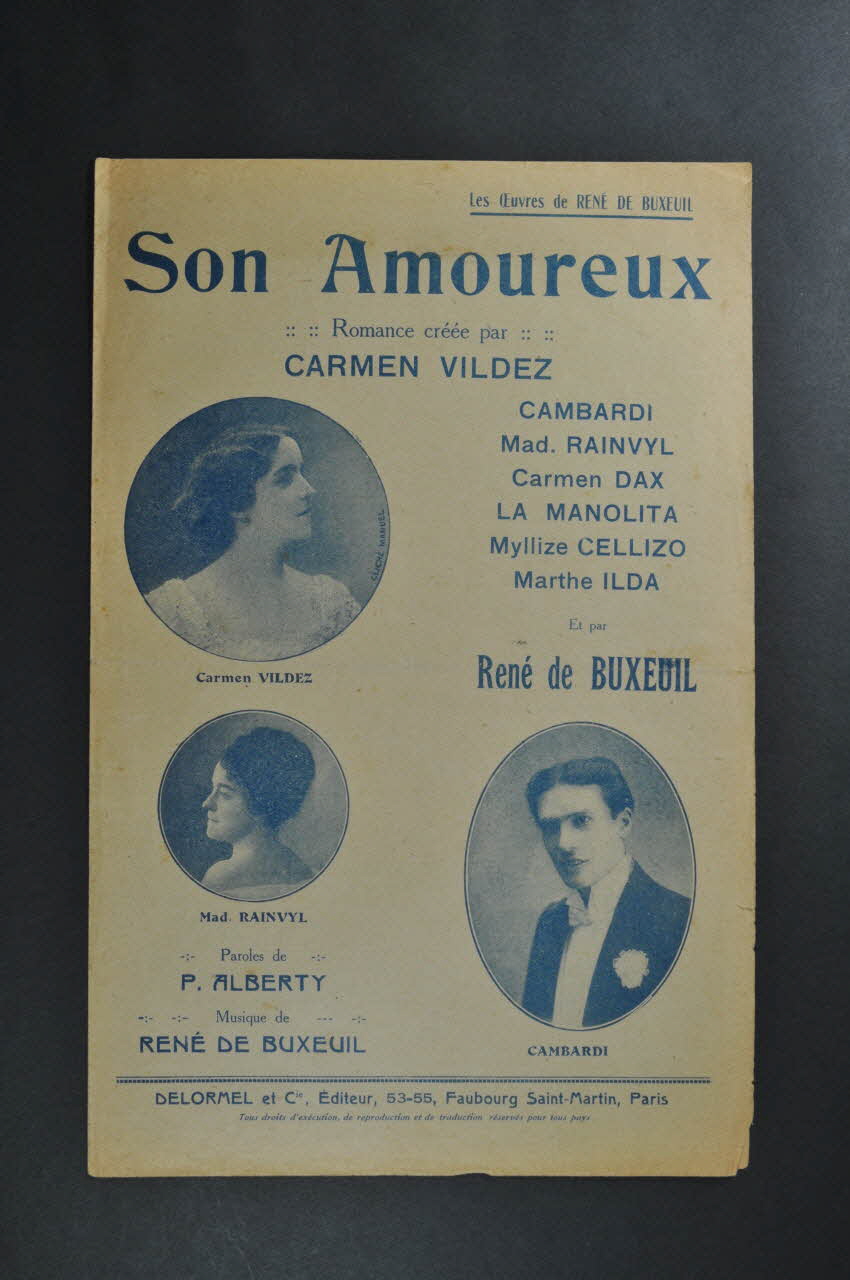 Les Œuvres de RENÉ DE BUXEUIL
Son Amoureux
:: :: Romance créée par :: ::
CARMEN VILDEZ
CAMBARDI
Mad. RAINVYL
Carmen DAX
LA MANOLITA
Myllize CELLIZO
Marthe ILDA
Et par
René de BUXEUIL
CLICHÉ MANUEL
Carmen VILDEZ
Mad. RAINVYL
-:- Paroles de -:-
P. ALBERTY
-:- -:- Musique de --- -:-
RENÉ DE BUXEUIL
CAMBARDI
DELORMEL et Cie, Éditeur, 53-55, Faubourg Saint-Martin, Paris
Tous droits d'exécution, de reproduction et de traduction réservés pour tous pays